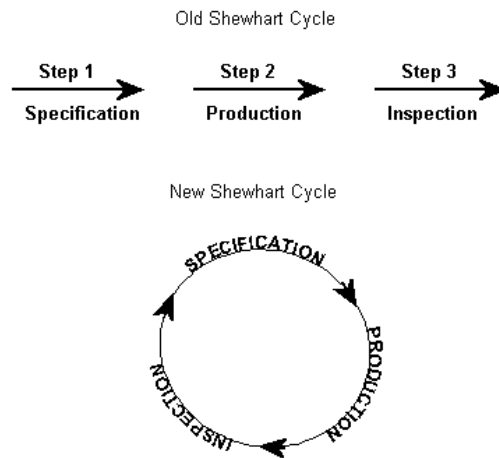 Old Shewhart Cycle
Step 1 Step 2 Step 3
Specification Production Inspection
New Shewhart Cycle
SPECIFICATION
PRODUCTION
INSPECTION